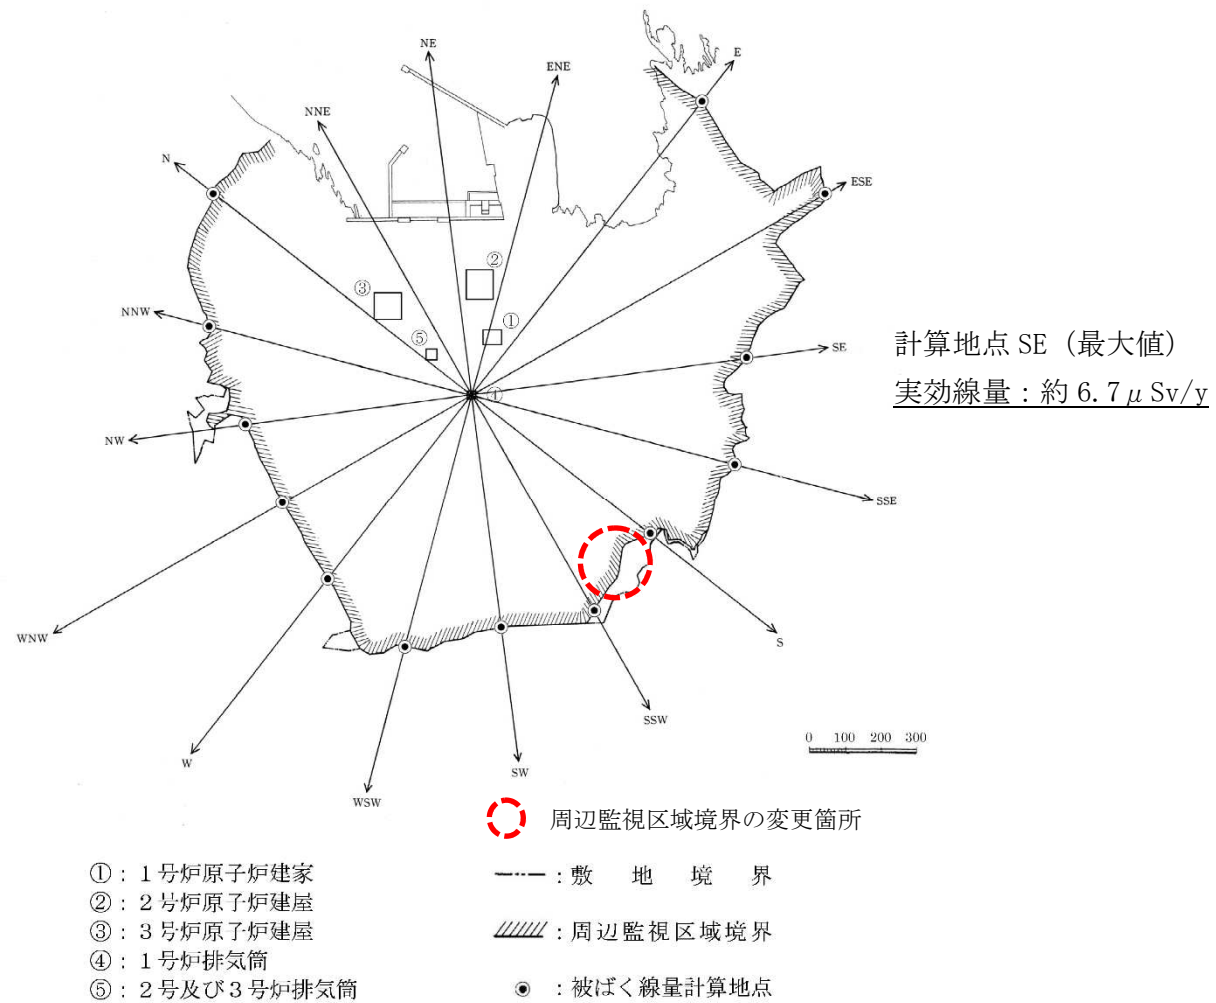 NE
ENE
E
NNE
N
ESE
②
③
①
NNW
⑤
SE
計算地点 SE（最大値）
実効線量：約 6.7μSv/y
④
NW
SSE
WNW
S
SSW
W
SW
WSW
0 100 200 300
周辺監視区域境界の変更箇所
①：１号炉原子炉建家
②：２号炉原子炉建屋
③：３号炉原子炉建屋
④：１号炉排気筒
⑤：２号及び３号炉排気筒
：敷地境界
：周辺監視区域境界
：被ばく線量計算地点